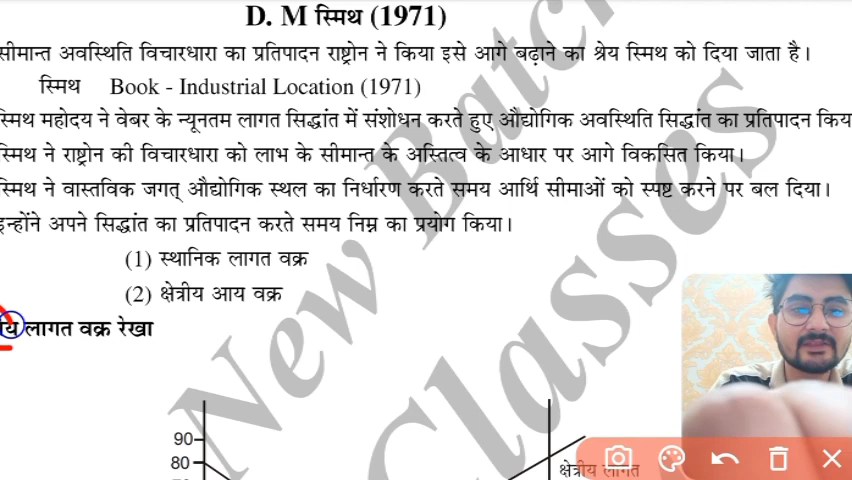 D. M स्मिथ (1971)
सीमान्त अवस्थिति विचारधारा का प्रतिपादन राष्ट्रोन ने किया इसे आगे बढ़ाने का श्रेय स्मिथ को दिया जाता है।
स्मिथ Book - Industrial Location (1971)
स्मिथ महोदय ने वेबर के न्यूनतम लागत सिद्धांत में संशोधन करते हुए औद्योगिक अवस्थिति सिद्धांत का प्रतिपादन किय
स्मिथ ने राष्ट्रोन की विचारधारा को लाभ के सीमान्त के अस्तित्व के आधार पर आगे विकसित किया।
स्मिथ ने वास्तविक जगत् औद्योगिक स्थल का निर्धारण करते समय आर्थि सीमाओं को स्पष्ट करने पर बल दिया।
इन्होंने अपने सिद्धांत का प्रतिपादन करते समय निम्न का प्रयोग किया।
(1) स्थानिक लागत वक्र
(2) क्षेत्रीय आय वक्र
य लागत वक्र रेखा
90
80
क्षेत्रीय लागत
New Batch
Classes